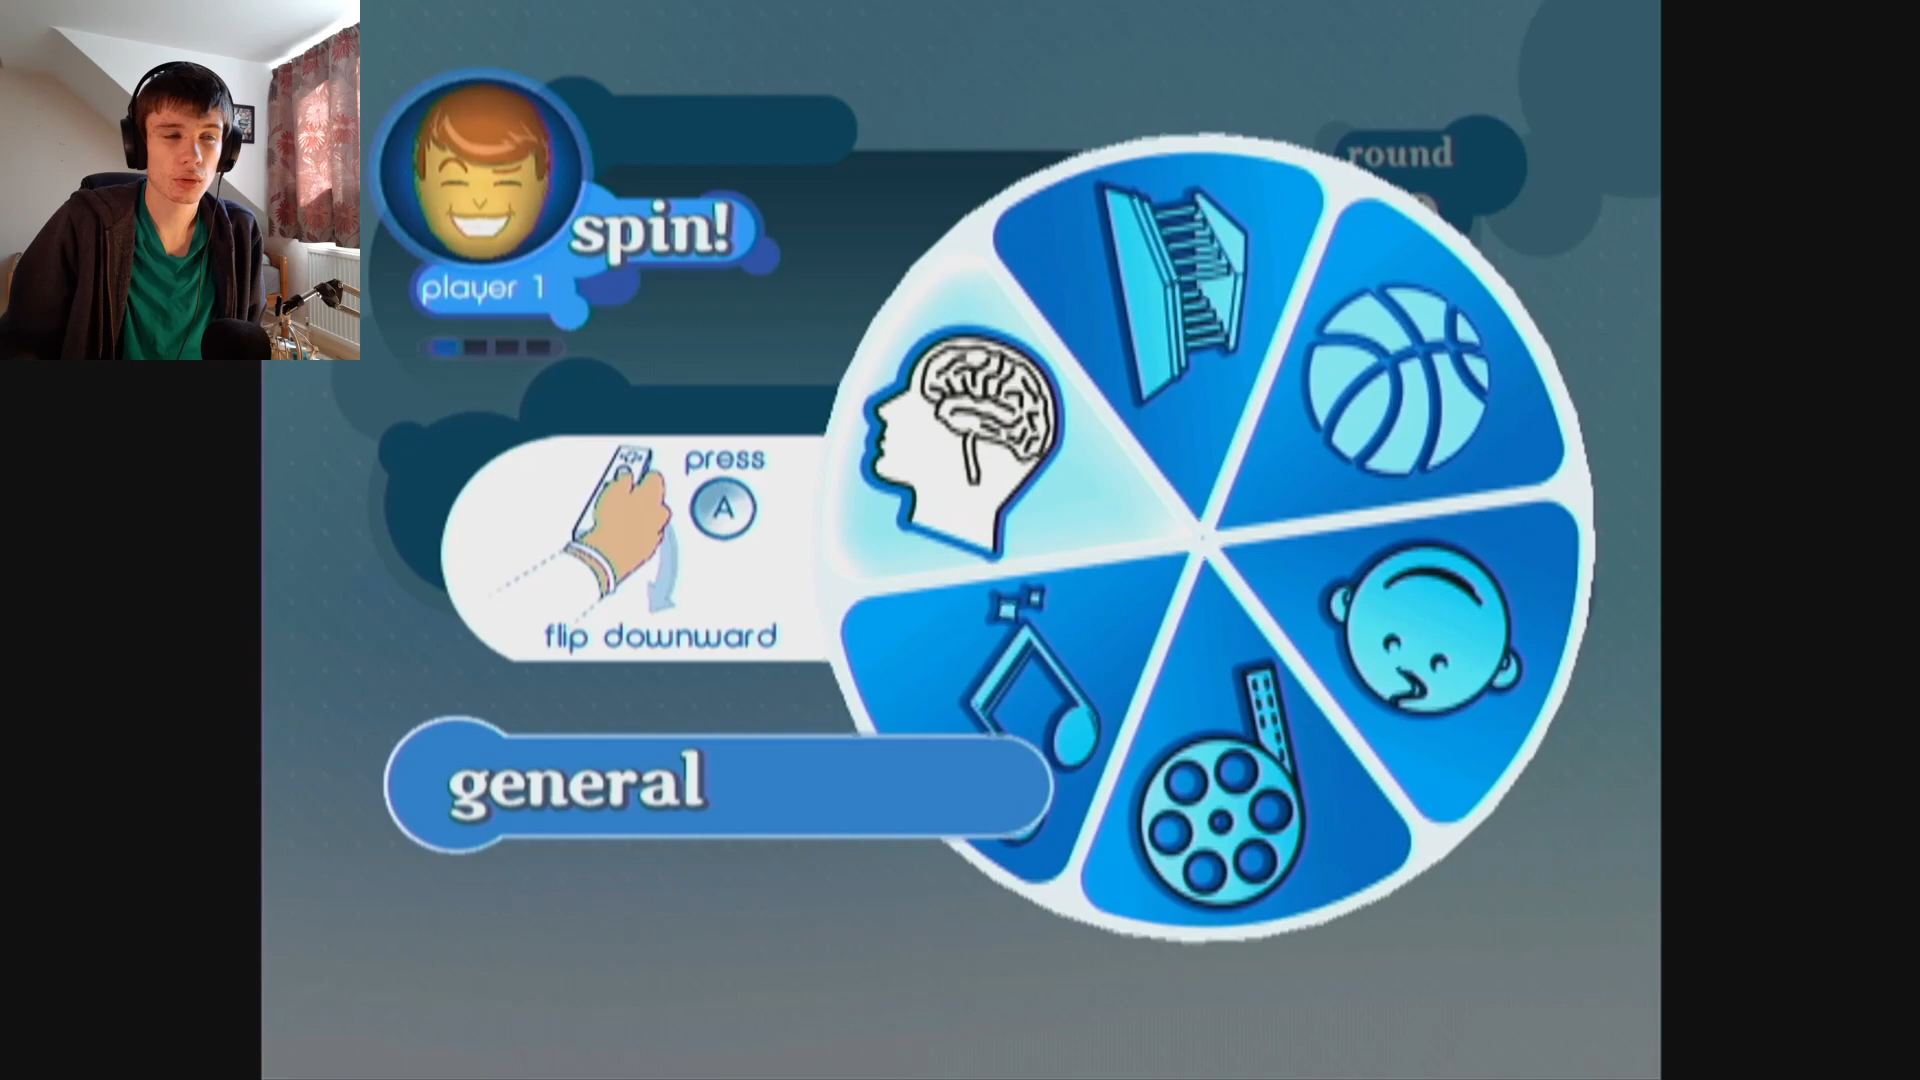 round
spin!
player 1
press
A
flip downward
general